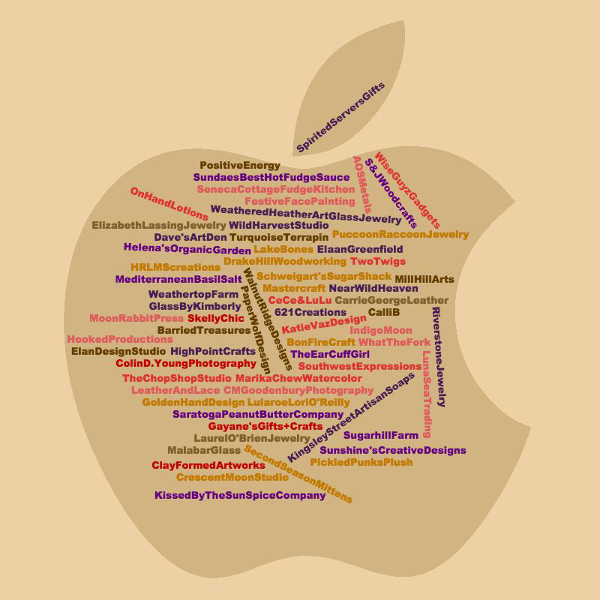 SpiritedServersGifts
PositiveEnergy
SundaesBestHotFudgeSauce
SenecaCottageFudgeKitchen
AOSMetals
S&JWoodcrafts
WiseGuyzGadgets
OnHandLotions
FestiveFacePainting
WeatheredHeatherArtGlassJewelry
ElizabethLassingJewelry
WildHarvestStudio
Dave'sArtDen
TurquoiseTerrapin
PuccoonRaccoonJewelry
Helena'sOrganicGarden
LakeBones
ElaanGreenfield
DrakeHillWoodworking
TwoTwigs
HRLMScreations
MediterraneanBasilSalt
Schweigart'sSugarShack
MillHillArts
WalnutRidgeDesigns
PaperWolfDesign
Mastercraft
NearWildHeaven
WeathertopFarm
CeCe&LuLu
CarrieGeorgeLeather
GlassByKimberly
621Creations
CalliB
RiverstoneJewelry
MoonRabbitPress
SkellyChic
KatieVazDesign
BarriedTreasures
IndigoMoon
HookedProductions
BonFireCraft
WhatTheFork
ElanDesignStudio
HighPointCrafts
TheEarCuffGirl
LunaSeaTrading
ColinD.YoungPhotography
SouthwestExpressions
TheChopShopStudio
MarikaChewWatercolor
LeatherAndLace
CMGoodenburyPhotography
GoldenHandDesign
LularoeLoriO'Reilly
KingsleyStreetArtisanSoaps
SaratogaPeanutButterCompany
Gayane'sGifts+Crafts
LaurelO'BrienJewelry
SugarhillFarm
MalabarGlass
Sunshine'sCreativeDesigns
SecondSeasonMittens
ClayFormedArtworks
PickledPunksPlush
CrescentMoonStudio
KissedByTheSunSpiceCompany